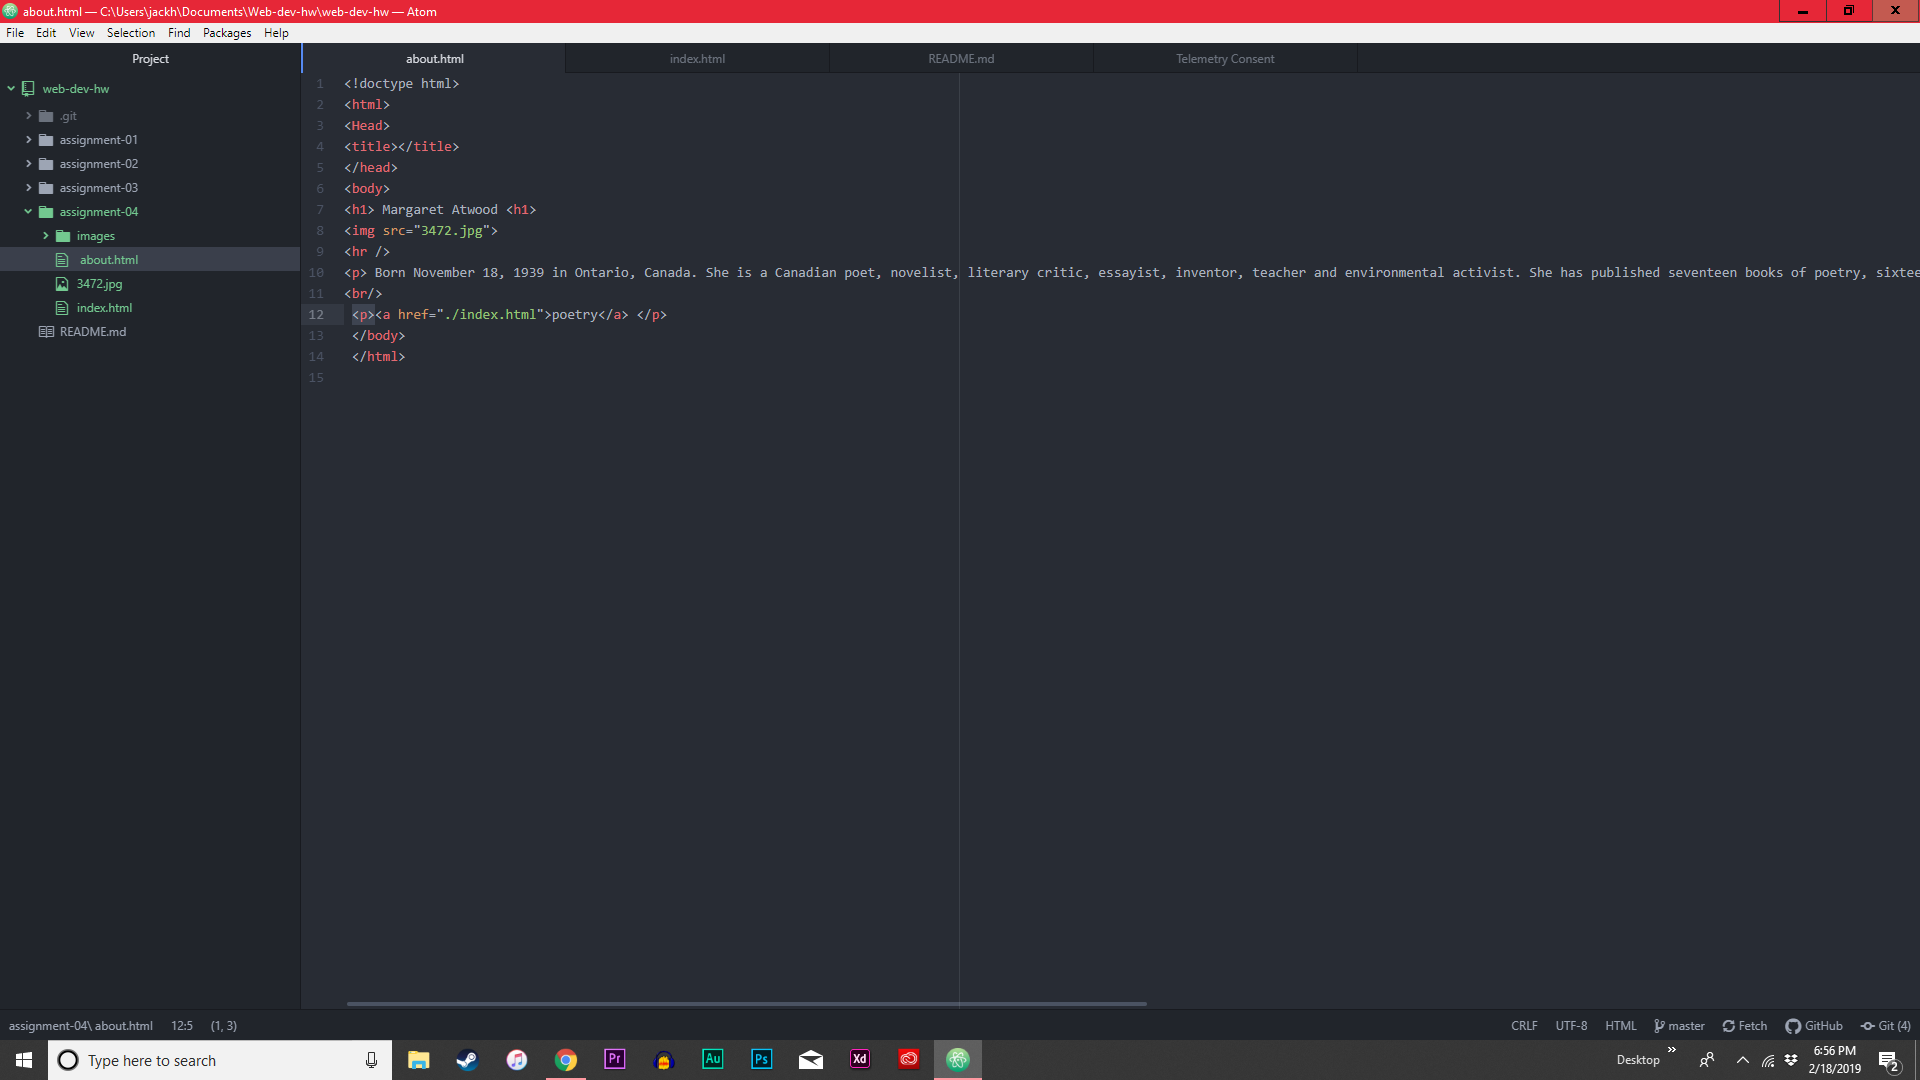 about.html — C:\Users\jackh\Documents\Web-dev-hw\web-dev-hw — Atom
File Edit View Selection Find Packages Help
Project
about.html
index.html
README.md
Telemetry Consent
web-dev-hw
.git
assignment-01
assignment-02
assignment-03
assignment-04
images
about.html
3472.jpg
index.html
README.md
1 <!doctype html>
2 <html>
3 <Head>
4 <title></title>
5 </head>
6 <body>
7 <h1> Margaret Atwood <h1>
8 <img src="3472.jpg">
9 <hr />
10 <p> Born November 18, 1939 in Ontario, Canada. She is a Canadian poet, novelist, literary critic, essayist, inventor, teacher and environmental activist. She has published seventeen books of poetry, sixtee
11 <br/>
12 <p><a href="./index.html">poetry</a> </p>
13 </body>
14 </html>
15
assignment-04\ about.html 12:5 (1, 3)
CRLF UTF-8 HTML master Fetch GitHub Git (4)
Type here to search
Pr
Au
Ps
Xd
Desktop
»
6:56 PM
2/18/2019
2